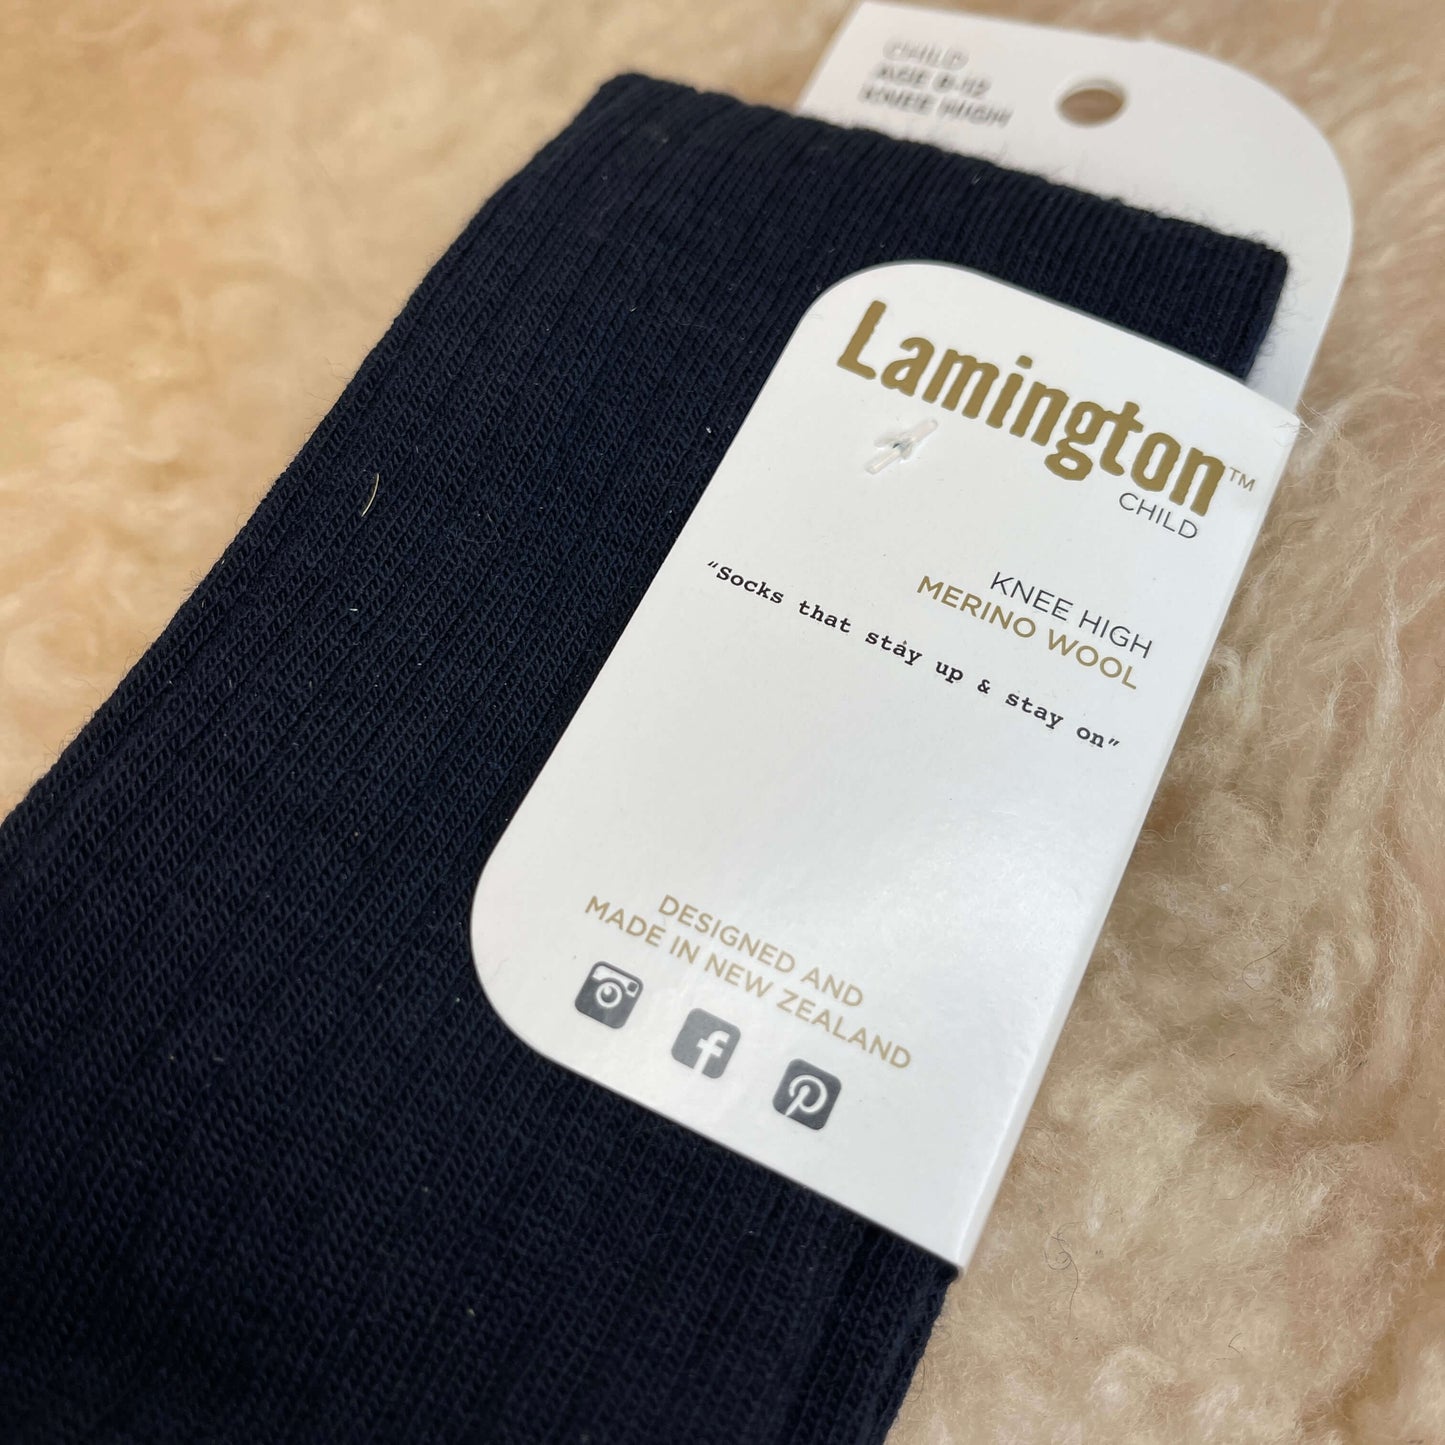 CHILD
AGE 8-12
KNEE HIGH
Lamington™
CHILD
KNEE HIGH
MERINO WOOL
"Socks that stay up & stay on"
DESIGNED AND
MADE IN NEW ZEALAND